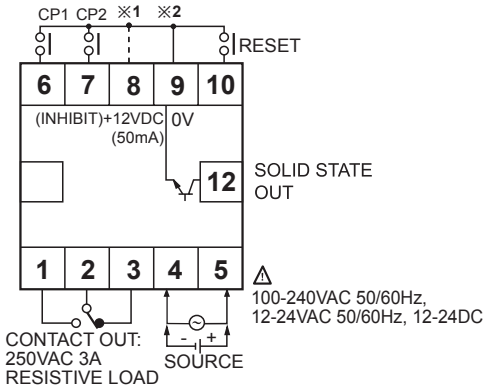 CP1 CP2 ※1 ※2
RESET
6 7 8 9 10
(INHIBIT)+12VDC 0V
(50mA)
12
SOLID STATE
OUT
1 2 3 4 5
100-240VAC 50/60Hz,
12-24VAC 50/60Hz, 12-24DC
CONTACT OUT:
250VAC 3A
RESISTIVE LOAD
- +
SOURCE